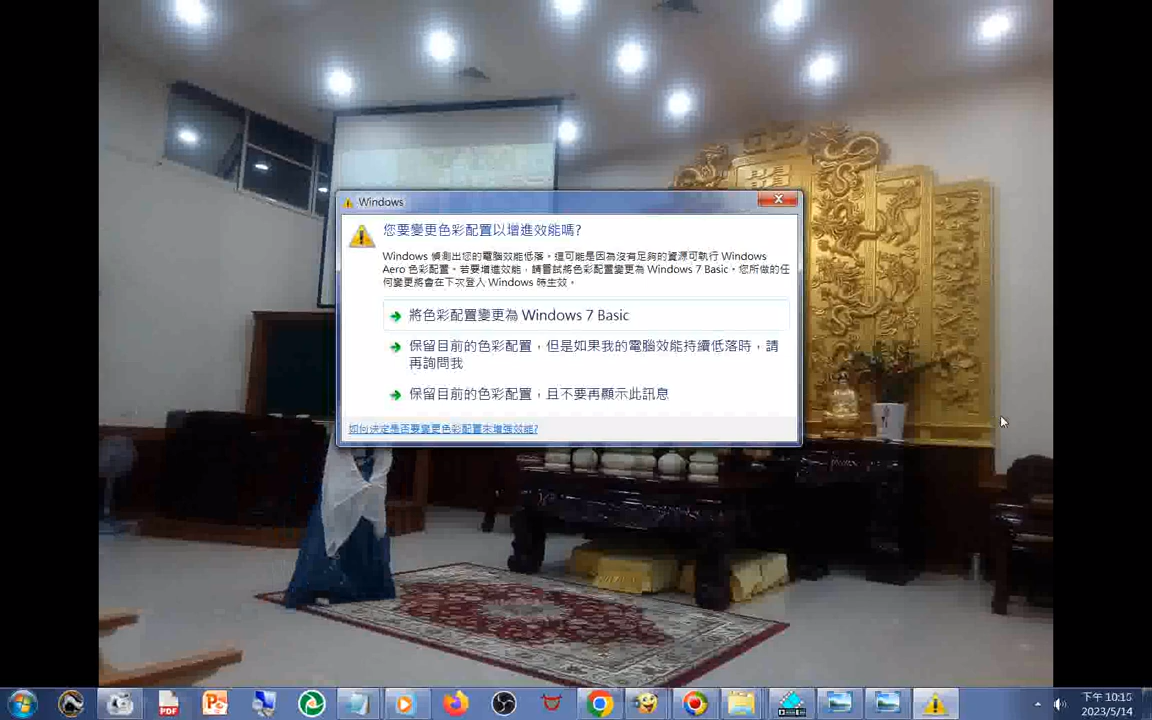 Windows
您要變更色彩配置以增進效能嗎?
Windows 偵測出您的電腦效能低落。這可能是因為沒有足夠的資源可執行 Windows
Aero 色彩配置。若要增進效能，請嘗試將色彩配置變更為 Windows 7 Basic。您所做的任
何變更將會在下次登入 Windows 時生效。
將色彩配置變更為 Windows 7 Basic
保留目前的色彩配置，但是如果我的電腦效能持續低落時，請
再詢問我
保留目前的色彩配置，且不要再顯示此訊息
如何決定是否要變更色彩配置來增強效能?
PDF
下午 10:15
2023/5/14